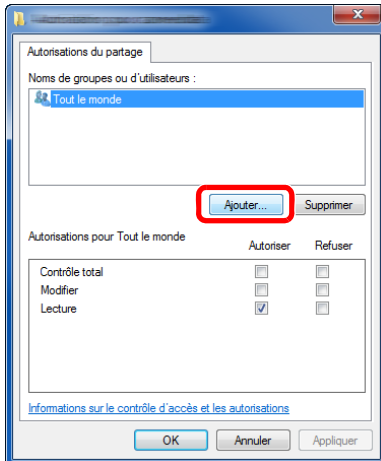 Autorisations du partage
Noms de groupes ou d'utilisateurs :
Tout le monde
Ajouter... Supprimer
Autorisations pour Tout le monde Autoriser Refuser
Contrôle total
Modifier
Lecture
Informations sur le contrôle d'accès et les autorisations
OK Annuler Appliquer